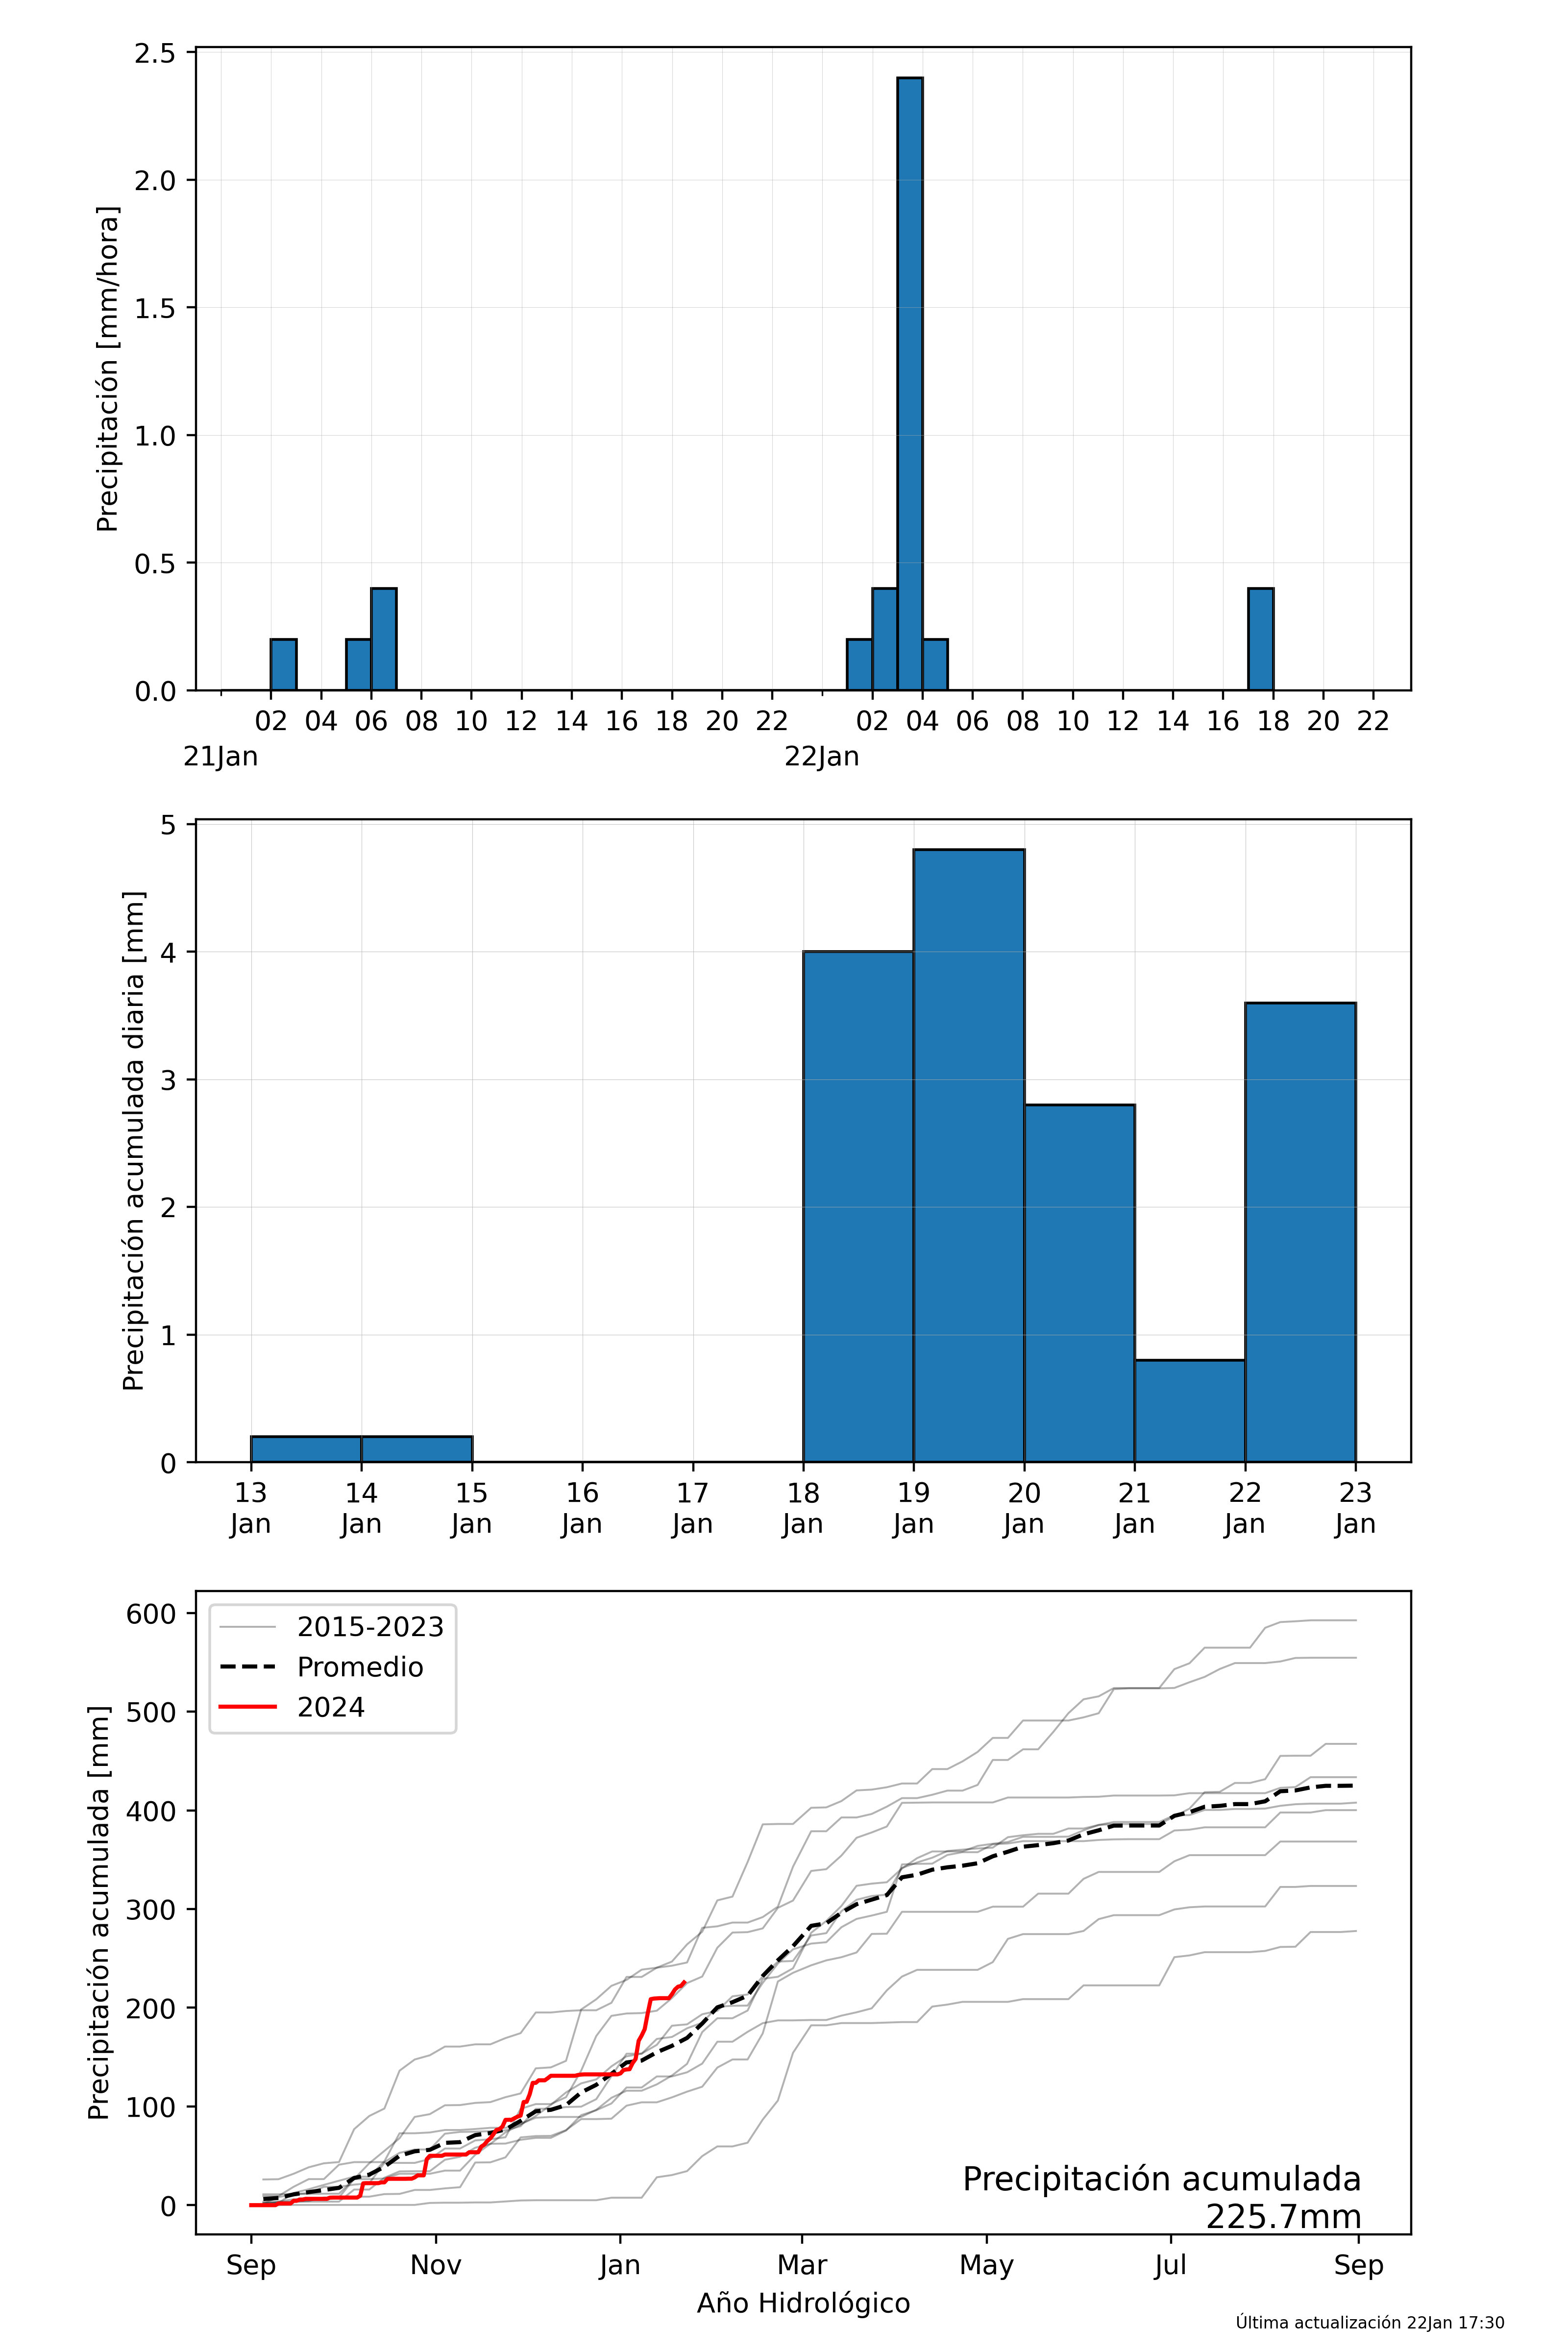 2.5
2.0
1.5
1.0
0.5
0.0
Precipitación [mm/hora]
02 04 06 08 10 12 14 16 18 20 22 02 04 06 08 10 12 14 16 18 20 22
21Jan 22Jan
5
4
3
2
1
0
Precipitación acumulada diaria [mm]
13 14 15 16 17 18 19 20 21 22 23
Jan Jan Jan Jan Jan Jan Jan Jan Jan Jan Jan
600
500
400
300
200
100
0
Precipitación acumulada [mm]
2015-2023
Promedio
2024
Precipitación acumulada
225.7mm
Sep Nov Jan Mar May Jul Sep
Año Hidrológico
Última actualización 22Jan 17:30